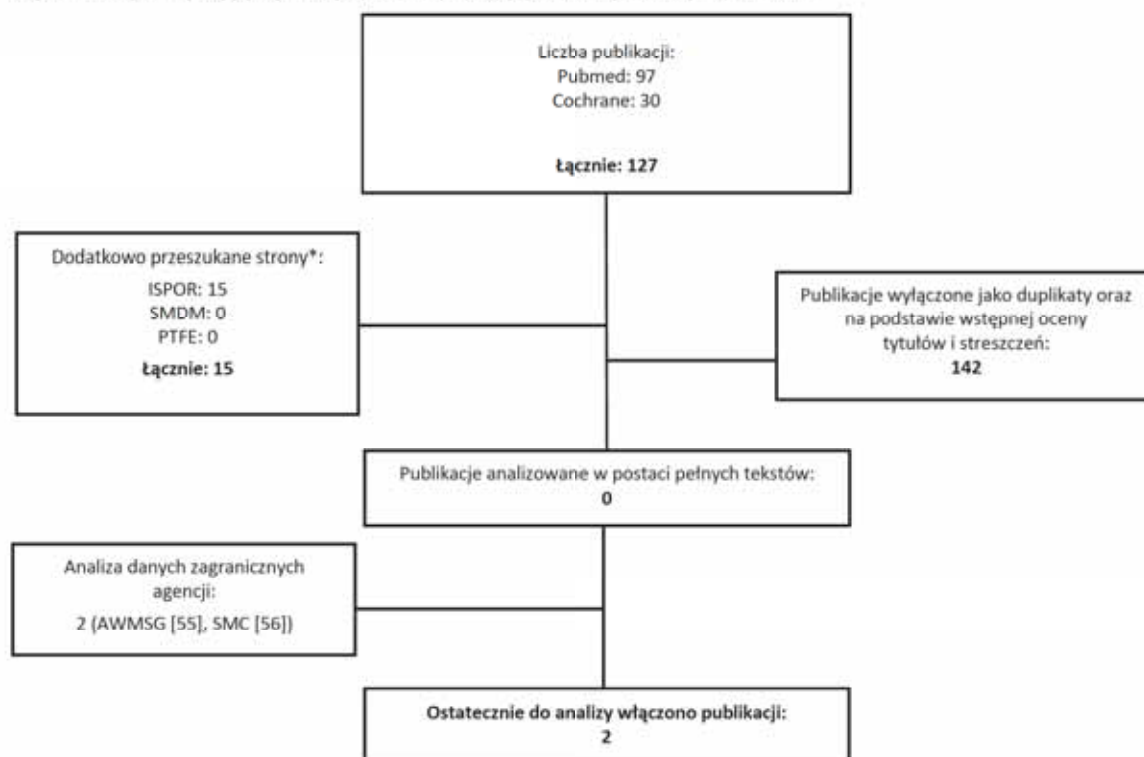 Liczba publikacji:
Pubmed: 97
Cochrane: 30
Łącznie: 127
Dodatkowo przeszukane strony*:
ISPOR: 15
SMDM: 0
PTFE: 0
Łącznie: 15
Publikacje wyłączone jako duplikaty oraz
na podstawie wstępnej oceny
tytułów i streszczeń:
142
Publikacje analizowane w postaci pełnych tekstów:
0
Analiza danych zagranicznych
agencji:
2 (AWMSG [55], SMC [56])
Ostatecznie do analizy włączono publikacji:
2